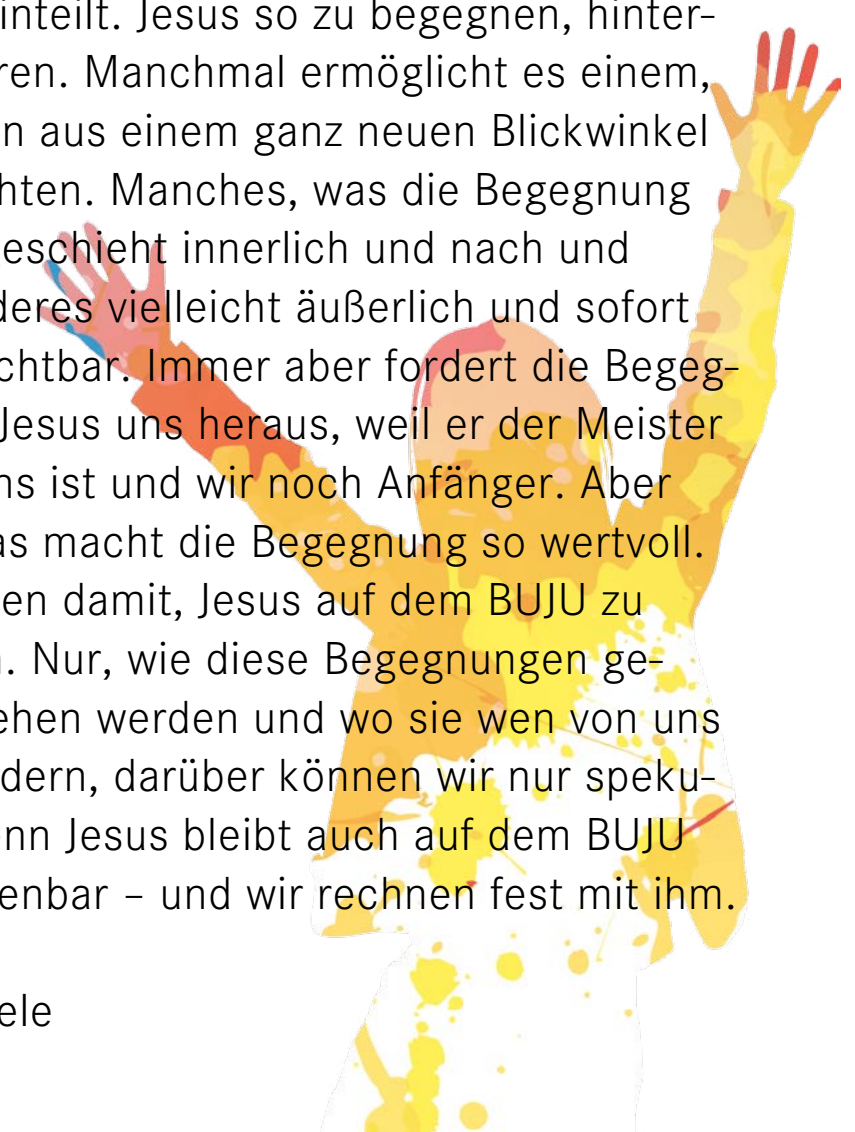 inteilt. Jesus so zu begegnen, hinter-
ren. Manchmal ermöglicht es einem,
n aus einem ganz neuen Blickwinkel
hten. Manches, was die Begegnung
eschieht innerlich und nach und
deres vielleicht äußerlich und sofort
chtbar. Immer aber fordert die Begeg-
Jesus uns heraus, weil er der Meister
ns ist und wir noch Anfänger. Aber
as macht die Begegnung so wertvoll.
en damit, Jesus auf dem BUJU zu
n. Nur, wie diese Begegnungen ge-
ehen werden und wo sie wen von uns
dern, darüber können wir nur speku-
nn Jesus bleibt auch auf dem BUJU
enbar – und wir rechnen fest mit ihm.
ele